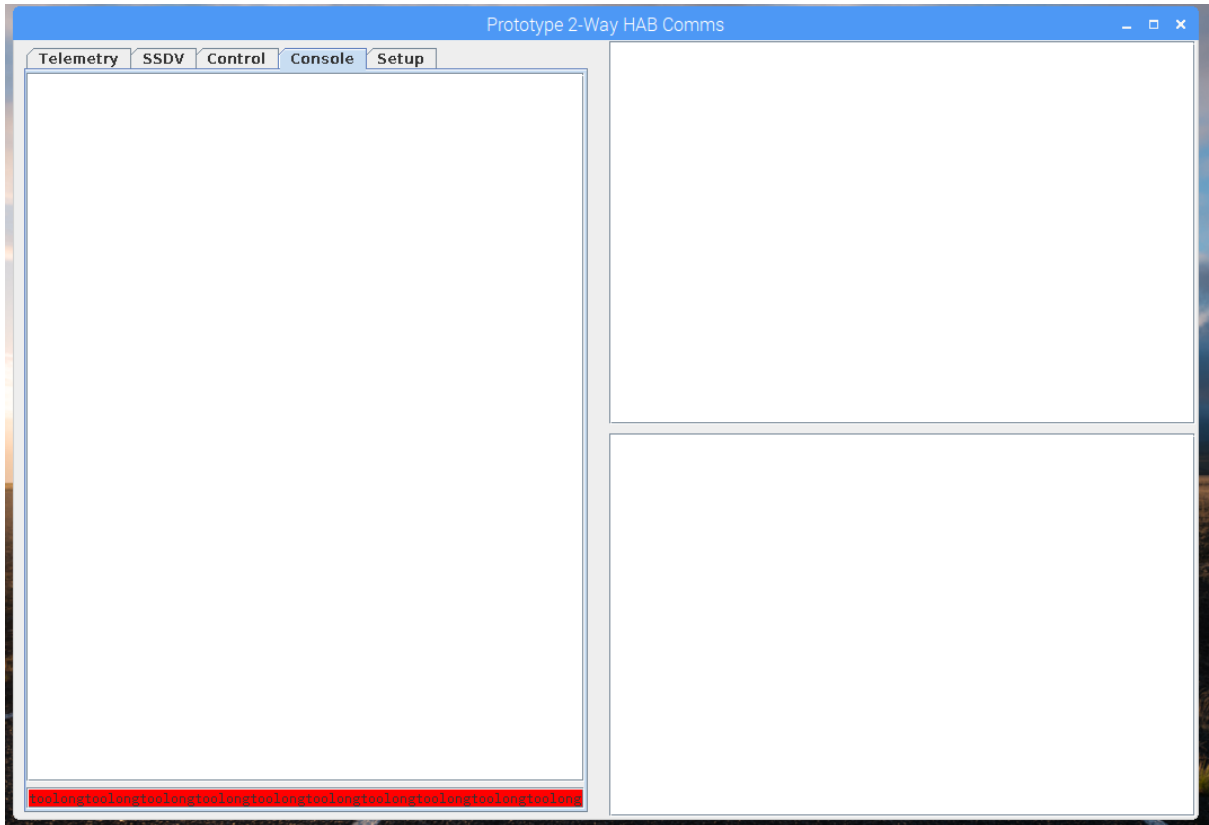 Prototype 2-Way HAB Comms
Telemetry SSDV Control Console Setup
toolongtoolongtoolongtoolongtoolongtoolongtoolongtoolongtoolongtoolong